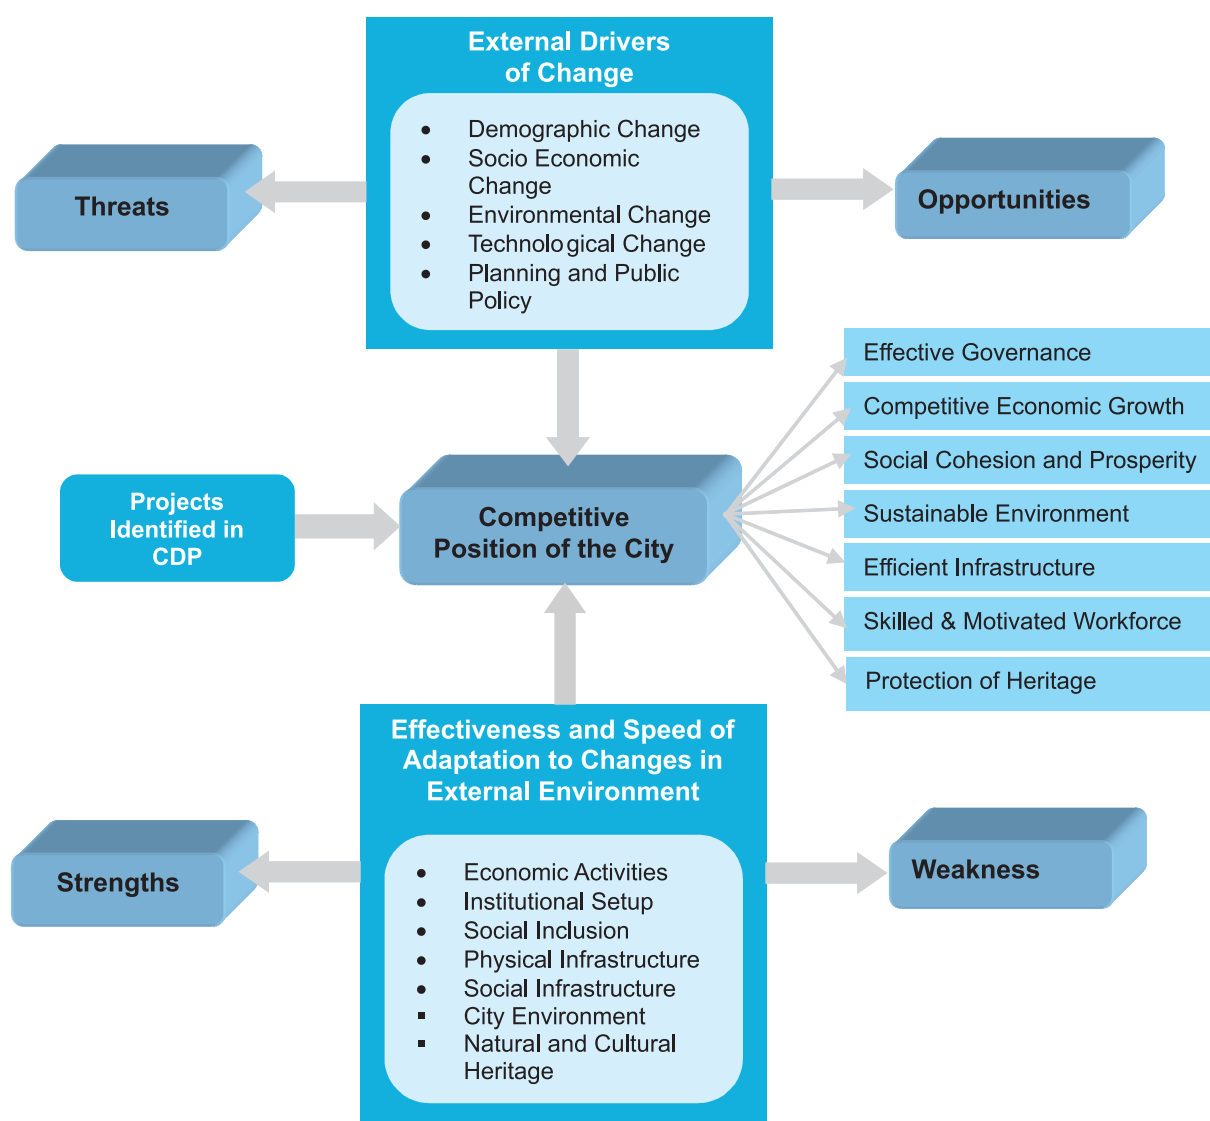 External Drivers
of Change
• Demographic Change
• Socio Economic
Change
• Environmental Change
• Technological Change
• Planning and Public
Policy
Threats
Opportunities
Effective Governance
Competitive Economic Growth
Social Cohesion and Prosperity
Sustainable Environment
Efficient Infrastructure
Skilled & Motivated Workforce
Protection of Heritage
Projects
Identified in
CDP
Competitive
Position of the City
Effectiveness and Speed of
Adaptation to Changes in
External Environment
• Economic Activities
• Institutional Setup
• Social Inclusion
• Physical Infrastructure
• Social Infrastructure
▪ City Environment
▪ Natural and Cultural
Heritage
Strengths
Weakness